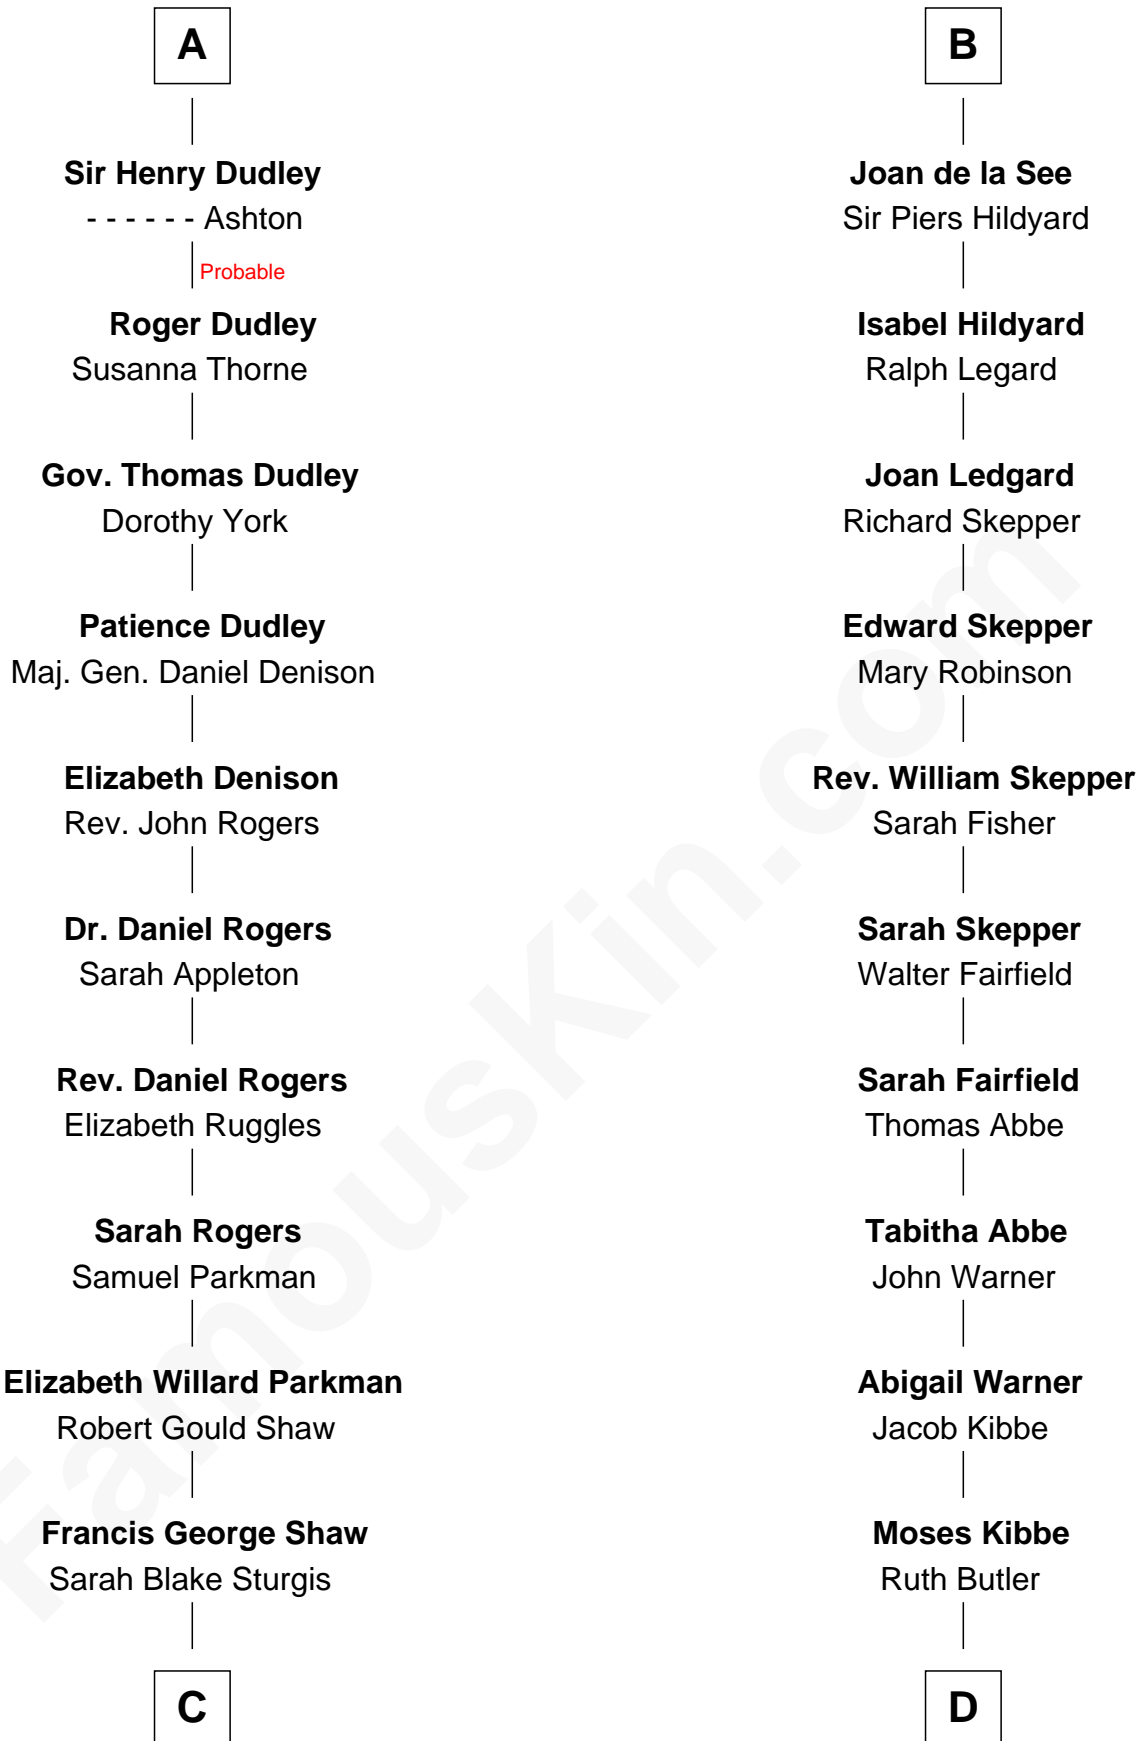 A
Sir Henry Dudley
- - - - - - Ashton
Probable
Roger Dudley
Susanna Thorne
Gov. Thomas Dudley
Dorothy York
Patience Dudley
Maj. Gen. Daniel Denison
Elizabeth Denison
Rev. John Rogers
Dr. Daniel Rogers
Sarah Appleton
Rev. Daniel Rogers
Elizabeth Ruggles
Sarah Rogers
Samuel Parkman
Elizabeth Willard Parkman
Robert Gould Shaw
Francis George Shaw
Sarah Blake Sturgis
C
B
Joan de la See
Sir Piers Hildyard
Isabel Hildyard
Ralph Legard
Joan Ledgard
Richard Skepper
Edward Skepper
Mary Robinson
Rev. William Skepper
Sarah Fisher
Sarah Skepper
Walter Fairfield
Sarah Fairfield
Thomas Abbe
Tabitha Abbe
John Warner
Abigail Warner
Jacob Kibbe
Moses Kibbe
Ruth Butler
D
FamousKin.com